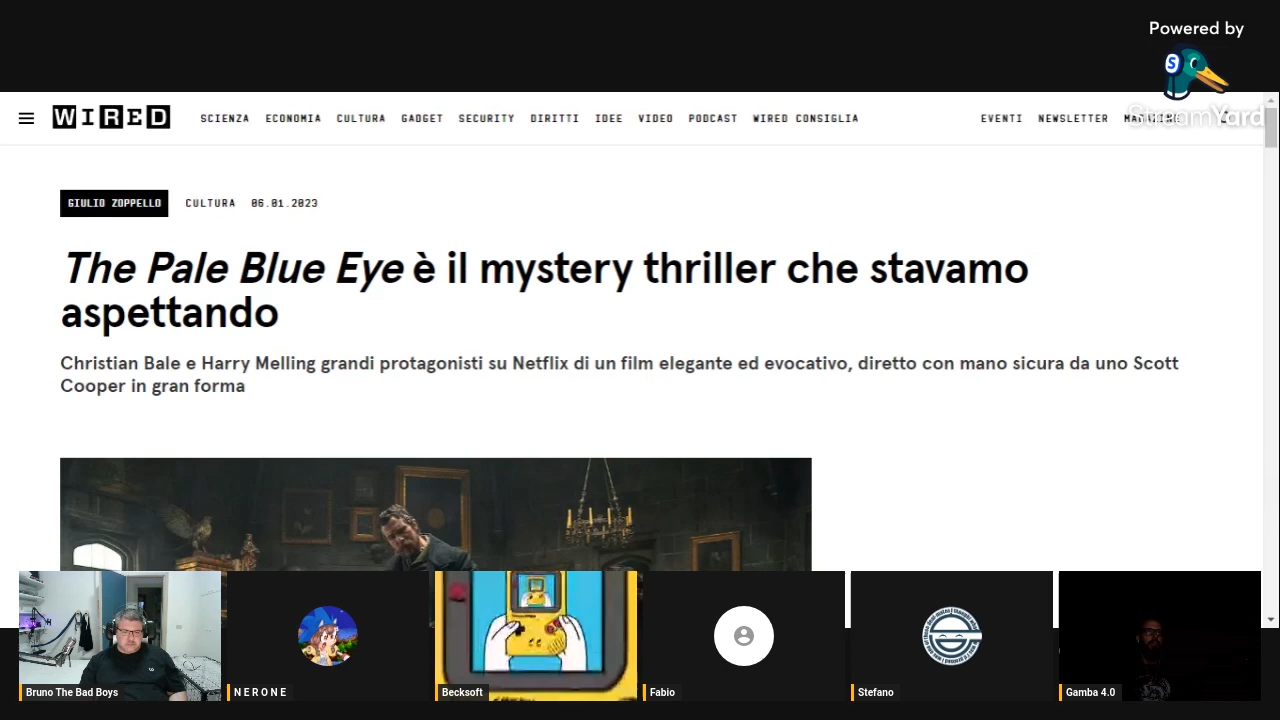 Powered by
S
StreamYard
WIRED SCIENZA ECONOMIA CULTURA GADGET SECURITY DIRITTI IDEE VIDEO PODCAST WIRED CONSIGLIA EVENTI NEWSLETTER
GIULIO ZOPPELLO CULTURA 06.01.2023
The Pale Blue Eye è il mystery thriller che stavamo
aspettando
Christian Bale e Harry Melling grandi protagonisti su Netflix di un film elegante ed evocativo, diretto con mano sicura da uno Scott
Cooper in gran forma
Bruno The Bad Boys
N E R O N E
Becksoft
Fabio
Stefano
Gamba 4.0